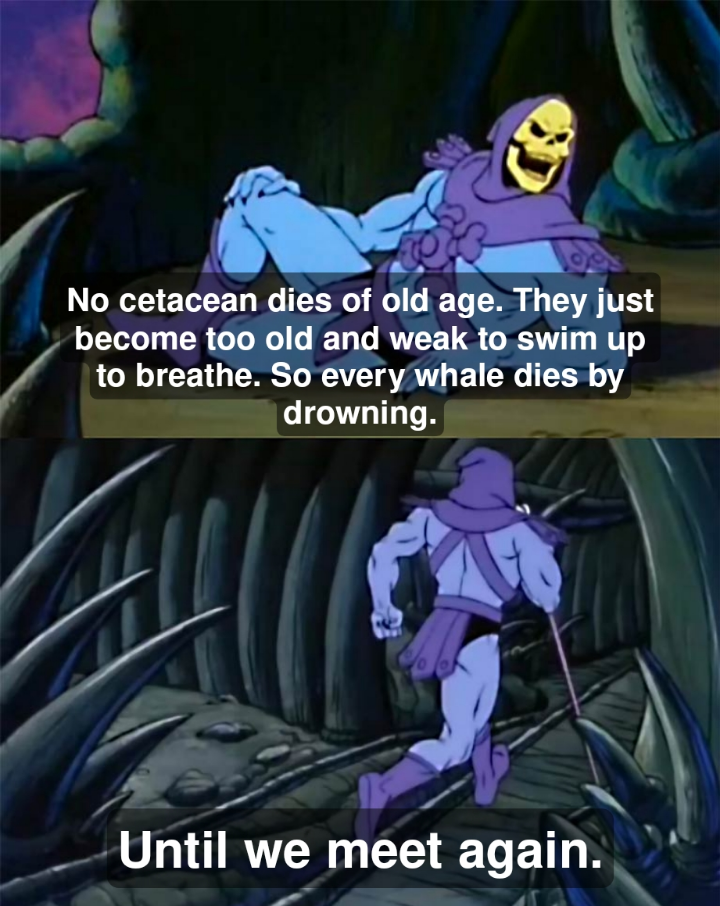 No cetacean dies of old age. They just
become too old and weak to swim up
to breathe. So every whale dies by
drowning.
Until we meet again.